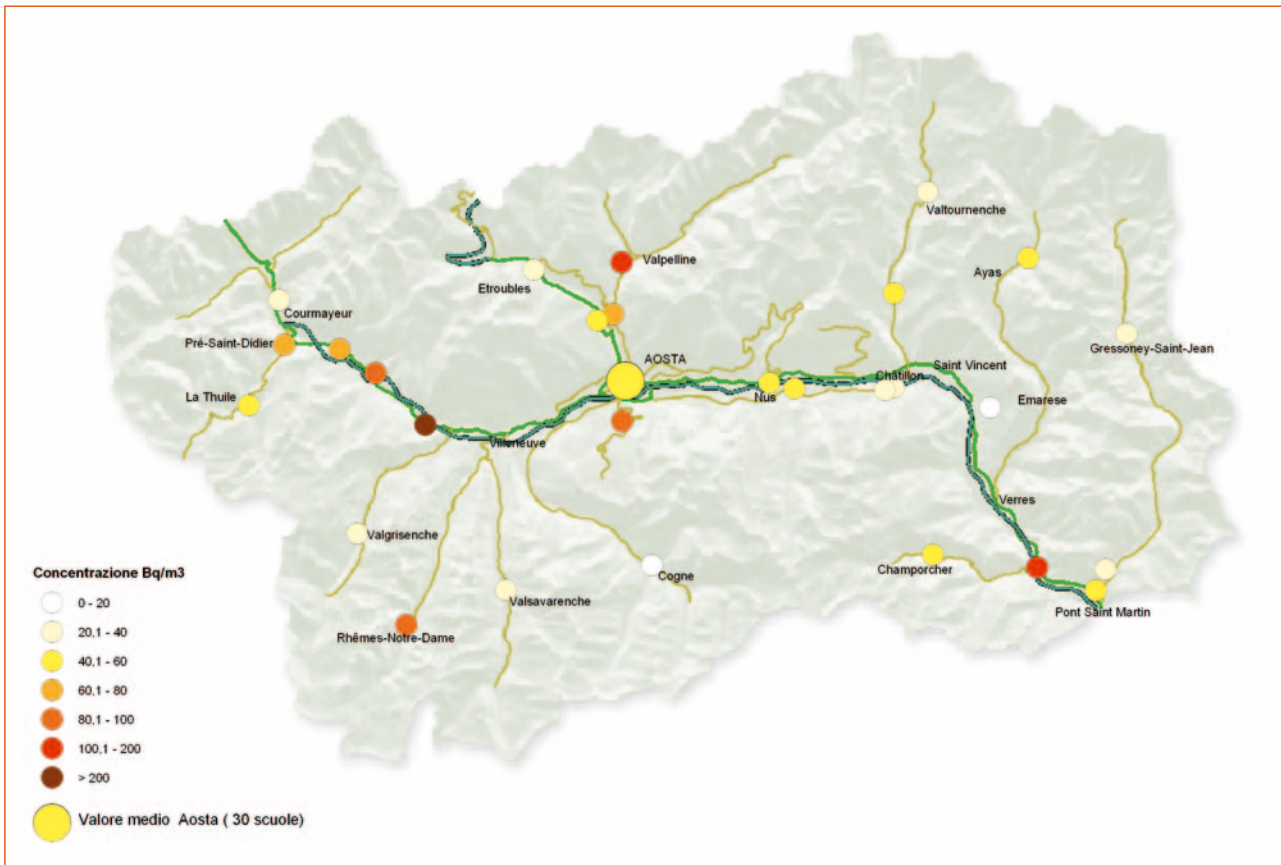 Valtournenche
Valpelline
Ayas
Etroubles
Courmayeur
Pré-Saint-Didier
Gressoney-Saint-Jean
AOSTA
Saint Vincent
Châtillon
La Thuile
Nus
Emarese
Villeneuve
Verres
Valgrisenche
Champorcher
Cogne
Valsavarenche
Pont Saint Martin
Rhêmes-Notre-Dame
Concentrazione Bq/m3
0 - 20
20,1 - 40
40,1 - 60
60,1 - 80
80,1 - 100
100,1 - 200
> 200
Valore medio Aosta ( 30 scuole)